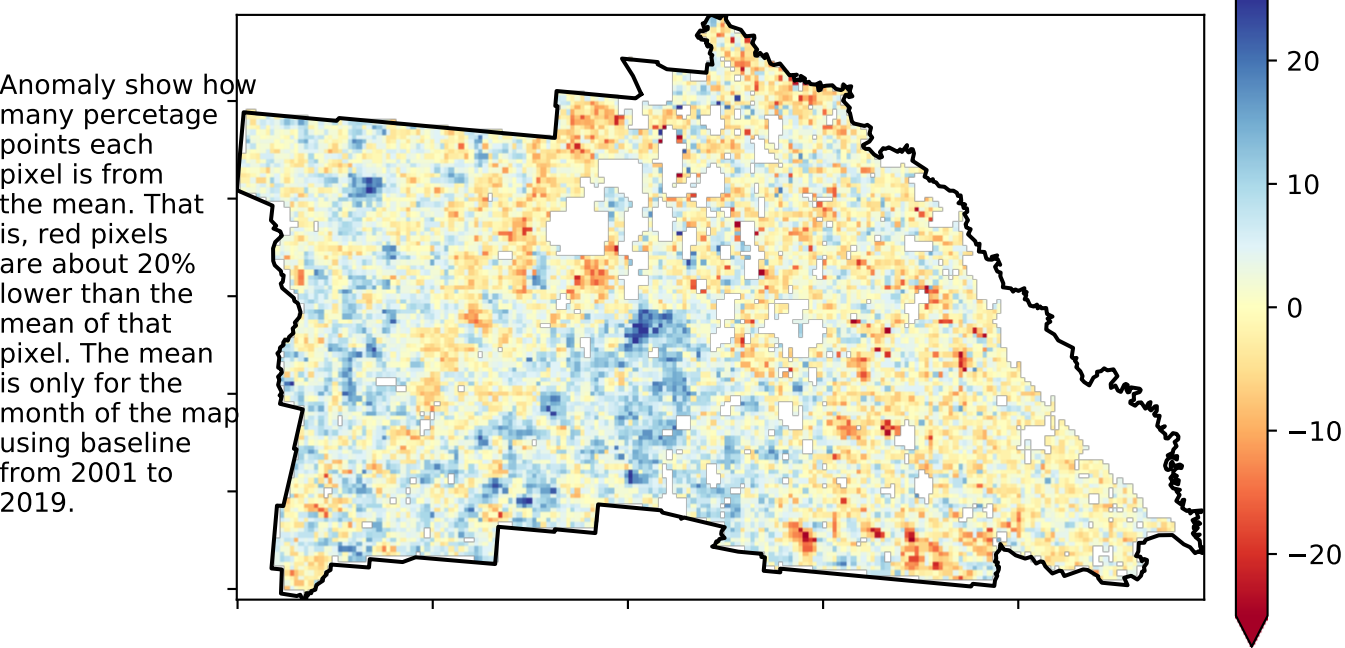 Anomaly show how
many percetage
points each
pixel is from
the mean. That
is, red pixels
are about 20%
lower than the
mean of that
pixel. The mean
is only for the
month of the map
using baseline
from 2001 to
2019.
20
10
0
−10
−20